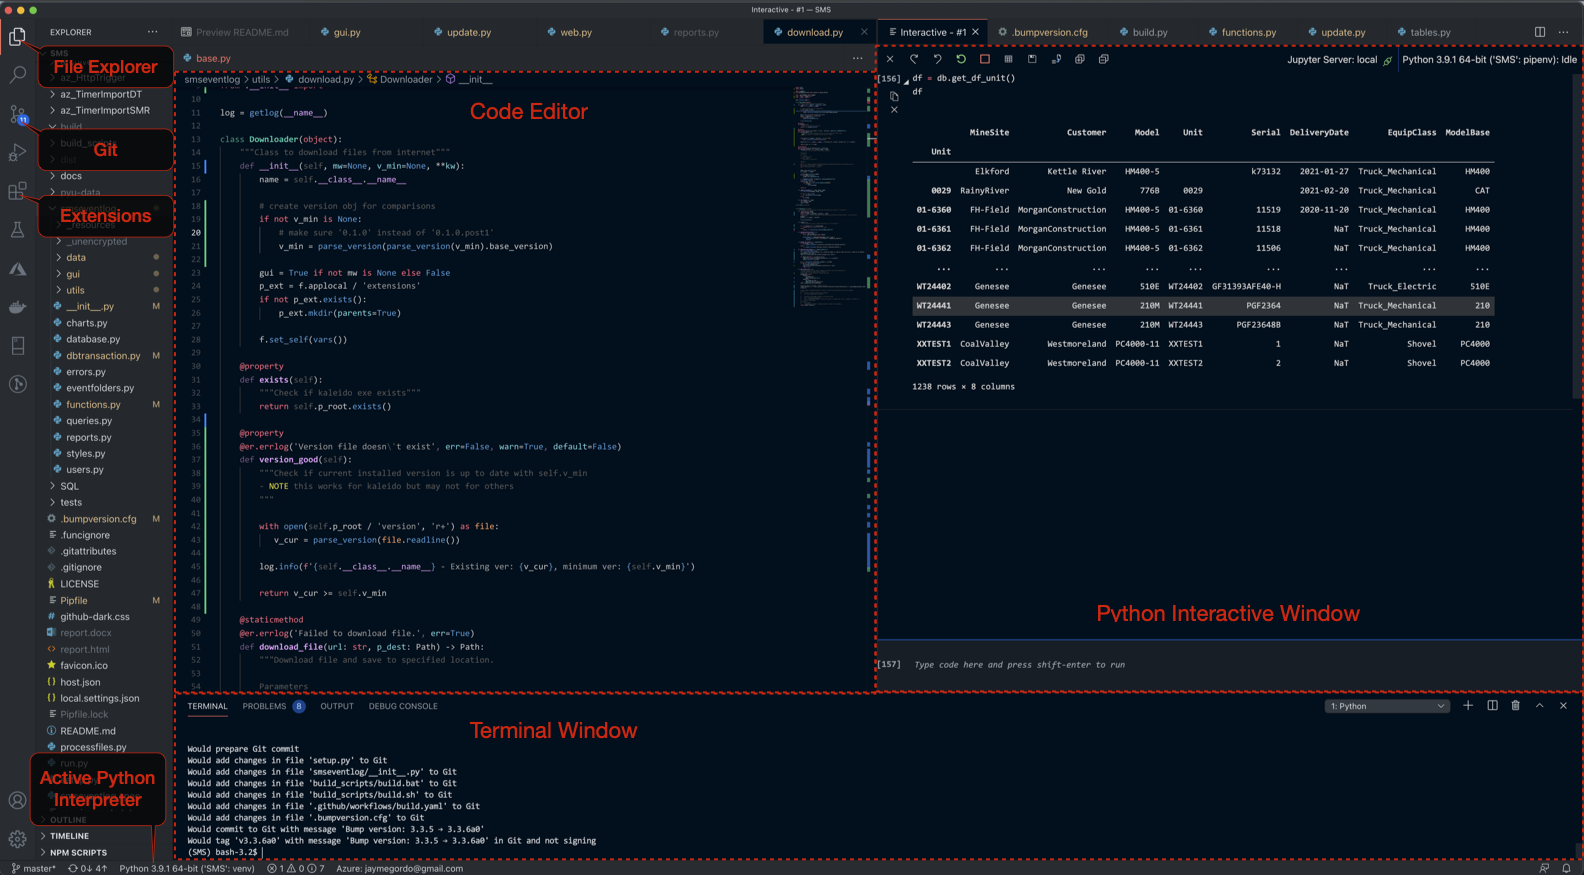 Interactive - #1 — SMS
EXPLORER ···
Preview README.md
gui.py
update.py
web.py
reports.py
download.py
Interactive - #1
.bumpversion.cfg
build.py
functions.py
update.py
tables.py
SMS
File Explorer
az_HttpTrigger
az_TimerImportDT
az_TimerImportSMR
build
11
Git
build_scripts
dist
docs
pyu-data
Extensions
smseventlog
_resources
_unencrypted
data
gui
utils
__init__.py M
charts.py
database.py
dbtransaction.py M
errors.py
eventfolders.py
functions.py M
queries.py
reports.py
styles.py
users.py
SQL
tests
.bumpversion.cfg M
.funcignore
.gitattributes
.gitignore
LICENSE
Pipfile M
github-dark.css
report.docx
report.html
favicon.ico
host.json
local.settings.json
Pipfile.lock
README.md
processfiles.py
run.py
Active Python
Interpreter
OUTLINE
TIMELINE
NPM SCRIPTS
base.py
smseventlog > utils > download.py > Downloader > __init__
Code Editor
10
11 log = getlog(__name__)
12
13 class Downloader(object):
14 """Class to download files from internet"""
15 def __init__(self, mw=None, v_min=None, **kw):
16 name = self.__class__.__name__
17
18 # create version obj for comparisons
19 if not v_min is None:
20 # make sure '0.1.0' instead of '0.1.0.post1'
21 v_min = parse_version(parse_version(v_min).base_version)
22
23 gui = True if not mw is None else False
24 p_ext = f.applocal / 'extensions'
25 if not p_ext.exists():
26 p_ext.mkdir(parents=True)
27
28 f.set_self(vars())
29
30 @property
31 def exists(self):
32 """Check if kaleido exe exists"""
33 return self.p_root.exists()
34
35 @property
36 @er.errlog('Version file doesn\'t exist', err=False, warn=True, default=False)
37 def version_good(self):
38 """Check if current installed version is up to date with self.v_min
39 - NOTE this works for kaleido but may not for others
40 """
41
42 with open(self.p_root / 'version', 'r+') as file:
43 v_cur = parse_version(file.readline())
44
45 log.info(f'{self.__class__.__name__} - Existing ver: {v_cur}, minimum ver: {self.v_min}')
46
47 return v_cur >= self.v_min
48
49 @staticmethod
50 @er.errlog('Failed to download file.', err=True)
51 def download_file(url: str, p_dest: Path) -> Path:
52 """Download file and save to specified location.
53
54 Parameters
Jupyter Server: local
Python 3.9.1 64-bit ('SMS': pipenv): Idle
[156] df = db.get_df_unit()
df
MineSite Customer Model Unit Serial DeliveryDate EquipClass ModelBase
Unit
Elkford Kettle River HM400-5 k73132 2021-01-27 Truck_Mechanical HM400
0029 RainyRiver New Gold 776B 0029 2021-02-20 Truck_Mechanical CAT
01-6360 FH-Field MorganConstruction HM400-5 01-6360 11519 2020-11-20 Truck_Mechanical HM400
01-6361 FH-Field MorganConstruction HM400-5 01-6361 11518 NaT Truck_Mechanical HM400
01-6362 FH-Field MorganConstruction HM400-5 01-6362 11506 NaT Truck_Mechanical HM400
... ... ... ... ... ... ... ... ...
WT24402 Genesee Genesee 510E WT24402 GF31393AFE40-H NaT Truck_Electric 510E
WT24441 Genesee Genesee 210M WT24441 PGF2364 NaT Truck_Mechanical 210
WT24443 Genesee Genesee 210M WT24443 PGF23648B NaT Truck_Mechanical 210
XXTEST1 CoalValley Westmoreland PC4000-11 XXTEST1 1 NaT Shovel PC4000
XXTEST2 CoalValley Westmoreland PC4000-11 XXTEST2 2 NaT Shovel PC4000
1238 rows × 8 columns
Python Interactive Window
[157] Type code here and press shift-enter to run
TERMINAL PROBLEMS 8 OUTPUT DEBUG CONSOLE
1: Python
Terminal Window
Would prepare Git commit
Would add changes in file 'setup.py' to Git
Would add changes in file 'smseventlog/__init__.py' to Git
Would add changes in file 'build_scripts/build.bat' to Git
Would add changes in file 'build_scripts/build.sh' to Git
Would add changes in file '.github/workflows/build.yaml' to Git
Would add changes in file '.bumpversion.cfg' to Git
Would commit to Git with message 'Bump version: 3.3.5 → 3.3.6a0'
Would tag 'v3.3.6a0' with message 'Bump version: 3.3.5 → 3.3.6a0' in Git and not signing
(SMS) bash-3.2$
master* 0↓ 4↑ Python 3.9.1 64-bit ('SMS': venv) 1 0 7 Azure: jaymegordo@gmail.com